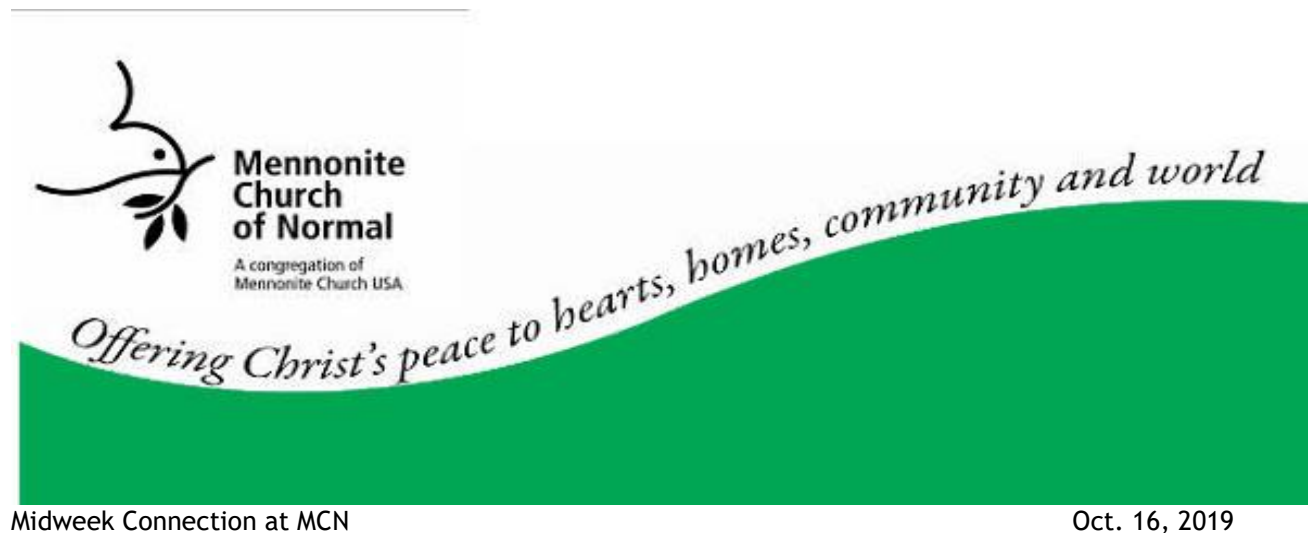 Mennonite
Church
of Normal
A congregation of
Mennonite Church USA
Offering Christ's peace to hearts, homes, community and world
Midweek Connection at MCN Oct. 16, 2019